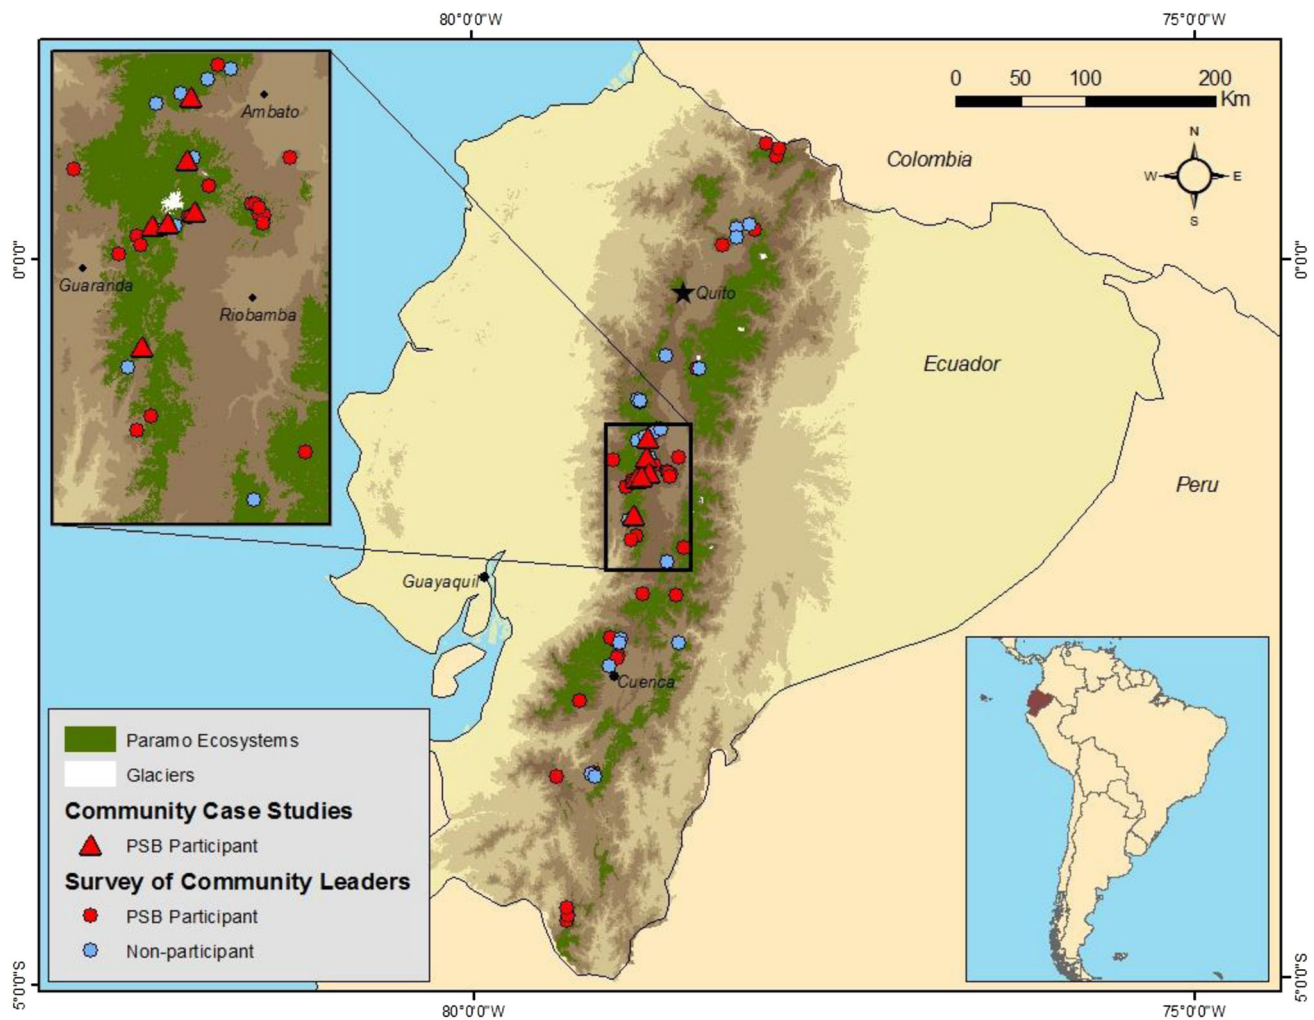 80°0'0"W
75°0'0"W
0 50 100 200
Km
Ambato
Colombia
N
W E
S
0°0'0"
0°0'0"
Guaranda
Riobamba
Quito
Ecuador
Peru
Guayaquil
Cuenca
Paramo Ecosystems
Glaciers
Community Case Studies
PSB Participant
Survey of Community Leaders
PSB Participant
Non-participant
5°0'0"S
5°0'0"S
80°0'0"W
75°0'0"W